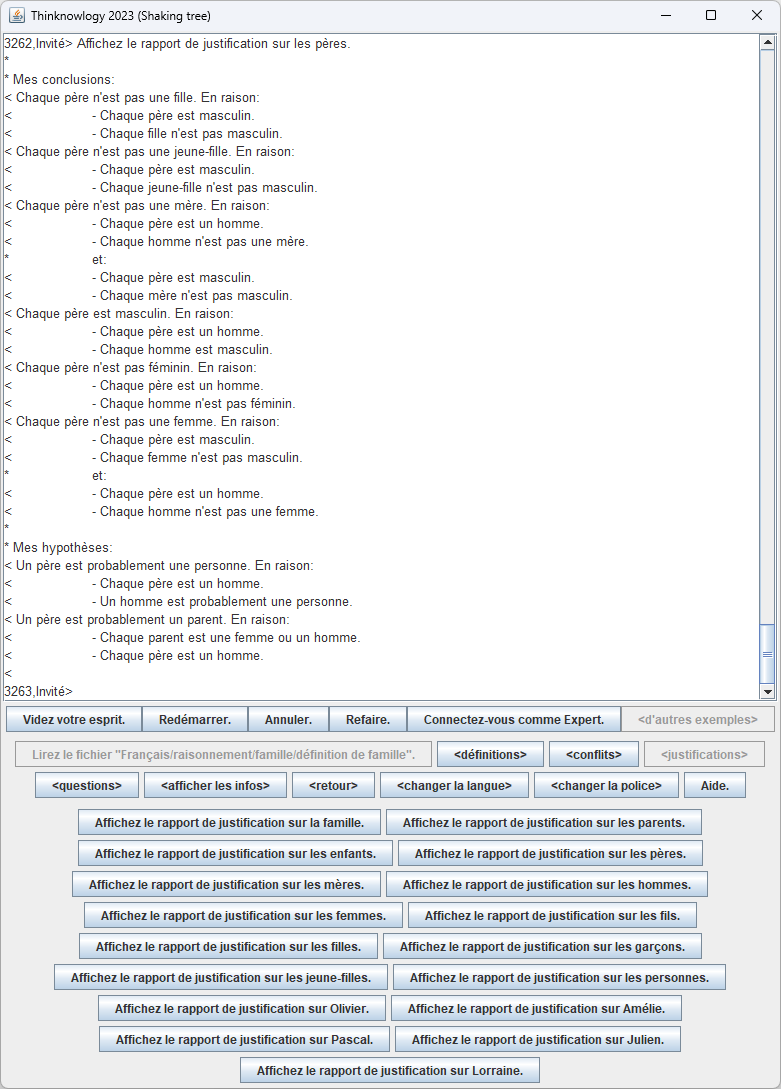 Thinknowlogy 2023 (Shaking tree)
3262,Invité> Affichez le rapport de justification sur les pères.
*
* Mes conclusions:
< Chaque père n'est pas une fille. En raison:
< - Chaque père est masculin.
< - Chaque fille n'est pas masculin.
< Chaque père n'est pas une jeune-fille. En raison:
< - Chaque père est masculin.
< - Chaque jeune-fille n'est pas masculin.
< Chaque père n'est pas une mère. En raison:
< - Chaque père est un homme.
< - Chaque homme n'est pas une mère.
* et:
< - Chaque père est masculin.
< - Chaque mère n'est pas masculin.
< Chaque père est masculin. En raison:
< - Chaque père est un homme.
< - Chaque homme est masculin.
< Chaque père n'est pas féminin. En raison:
< - Chaque père est un homme.
< - Chaque homme n'est pas féminin.
< Chaque père n'est pas une femme. En raison:
< - Chaque père est masculin.
< - Chaque femme n'est pas masculin.
* et:
< - Chaque père est un homme.
< - Chaque homme n'est pas une femme.
*
* Mes hypothèses:
< Un père est probablement une personne. En raison:
< - Chaque père est un homme.
< - Un homme est probablement une personne.
< Un père est probablement un parent. En raison:
< - Chaque parent est une femme ou un homme.
< - Chaque père est un homme.
<
3263,Invité>
Videz votre esprit. Redémarrer. Annuler. Refaire. Connectez-vous comme Expert. <d'autres exemples>
Lirez le fichier "Français/raisonnement/famille/définition de famille". <définitions> <conflits> <justifications>
<questions> <afficher les infos> <retour> <changer la langue> <changer la police> Aide.
Affichez le rapport de justification sur la famille. Affichez le rapport de justification sur les parents.
Affichez le rapport de justification sur les enfants. Affichez le rapport de justification sur les pères.
Affichez le rapport de justification sur les mères. Affichez le rapport de justification sur les hommes.
Affichez le rapport de justification sur les femmes. Affichez le rapport de justification sur les fils.
Affichez le rapport de justification sur les filles. Affichez le rapport de justification sur les garçons.
Affichez le rapport de justification sur les jeune-filles. Affichez le rapport de justification sur les personnes.
Affichez le rapport de justification sur Olivier. Affichez le rapport de justification sur Amélie.
Affichez le rapport de justification sur Pascal. Affichez le rapport de justification sur Julien.
Affichez le rapport de justification sur Lorraine.